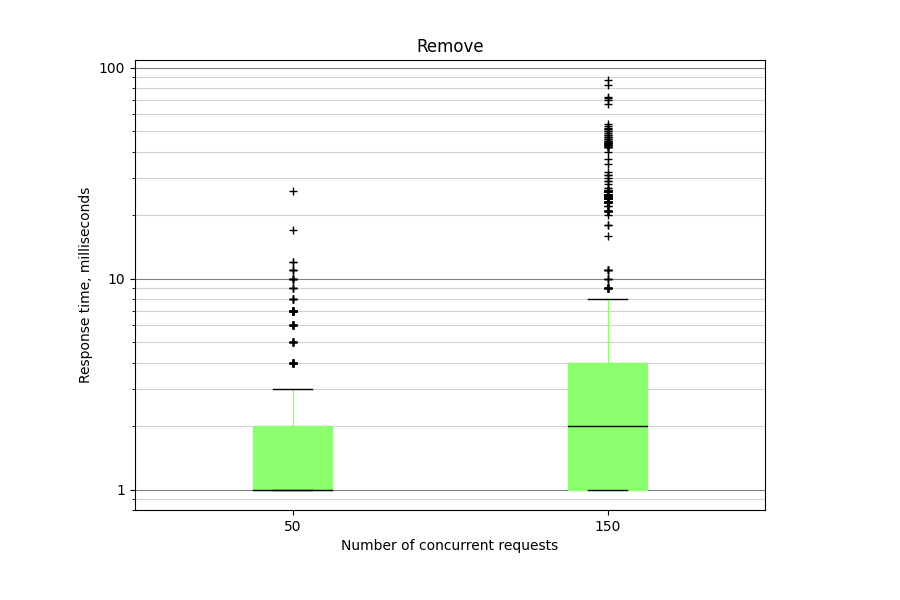 Remove
100
10
1
Response time, milliseconds
50
150
Number of concurrent requests